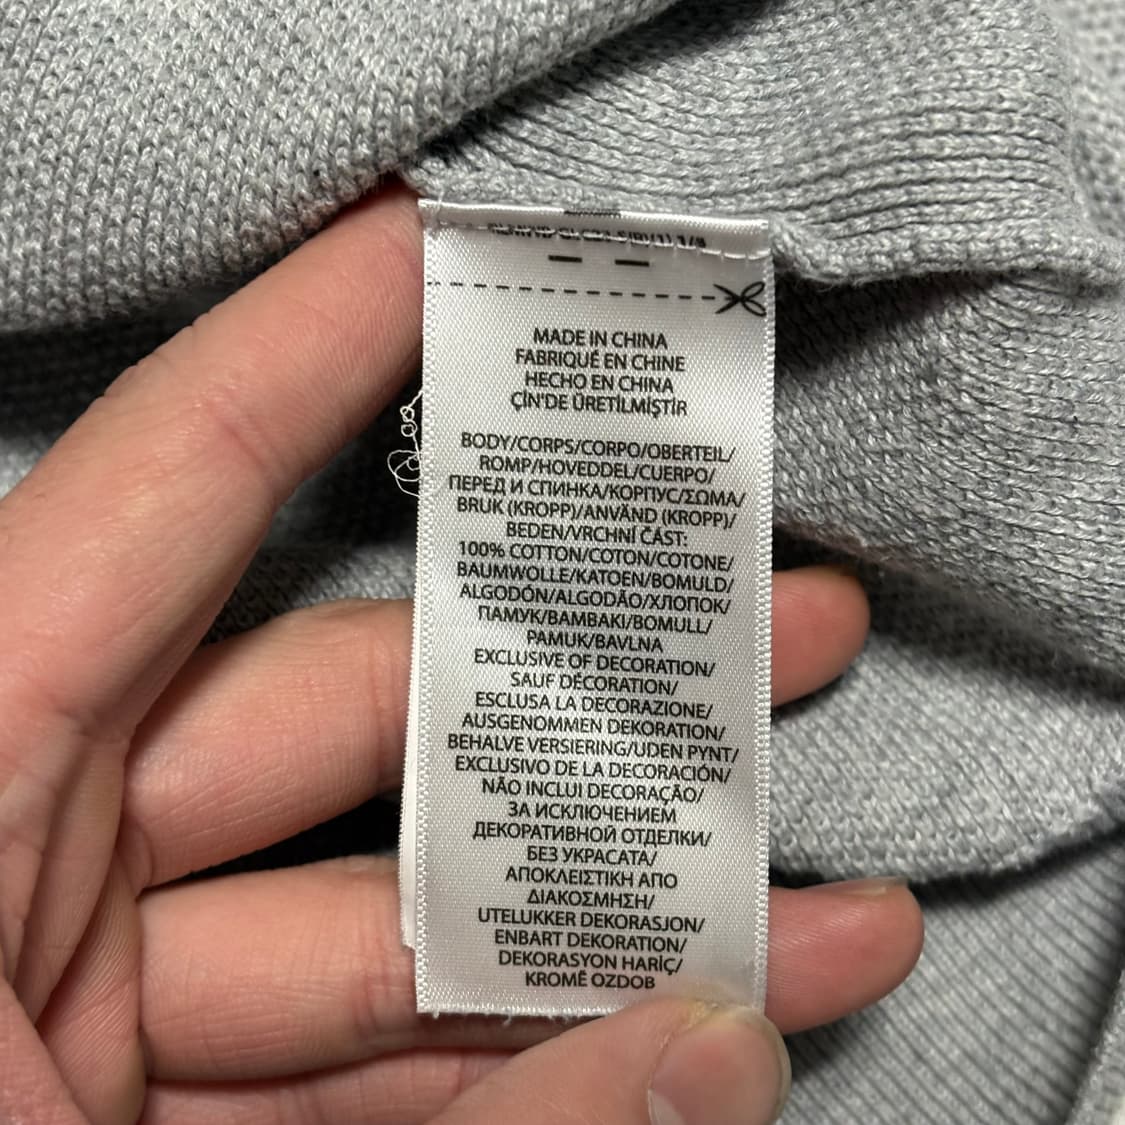 MADE IN CHINA
FABRIQUÉ EN CHINE
HECHO EN CHINA
ÇİN'DE ÜRETİLMİŞTİR
BODY/CORPS/CORPO/OBERTEIL/
ROMP/HOVEDDEL/CUERPO/
ПЕРЕД И СПИНКА/КОРПУС/ΣΩΜΑ/
BRUK (KROPP)/ANVÄND (KROPP)/
BEDEN/VRCHNÍ ČÁST:
100% COTTON/COTON/COTONE/
BAUMWOLLE/KATOEN/BOMULD/
ALGODÓN/ALGODÃO/ХЛОПОК/
ПАМУК/ΒΑΜΒΑΚΙ/BOMULL/
PAMUK/BAVLNA
EXCLUSIVE OF DECORATION/
SAUF DÉCORATION/
ESCLUSA LA DECORAZIONE/
AUSGENOMMEN DEKORATION/
BEHALVE VERSIERING/UDEN PYNT/
EXCLUSIVO DE LA DECORACIÓN/
NÃO INCLUI DECORAÇÃO/
ЗА ИСКЛЮЧЕНИЕМ
ДЕКОРАТИВНОЙ ОТДЕЛКИ/
БЕЗ УКРАСАТА/
ΑΠΟΚΛΕΙΣΤΙΚΗ ΑΠΟ
ΔΙΑΚΟΣΜΗΣΗ/
UTELUKKER DEKORASJON/
ENBART DEKORATION/
DEKORASYON HARİÇ/
KROMĚ OZDOB